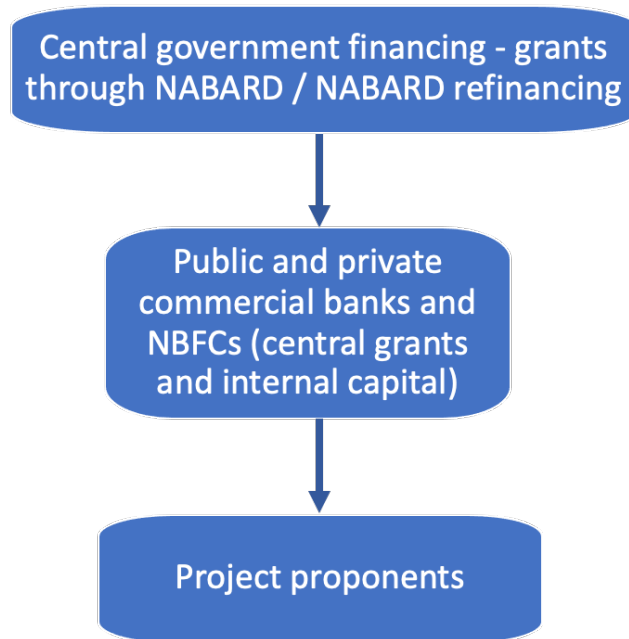 Central government financing - grants
through NABARD / NABARD refinancing
Public and private
commercial banks and
NBFCs (central grants
and internal capital)
Project proponents